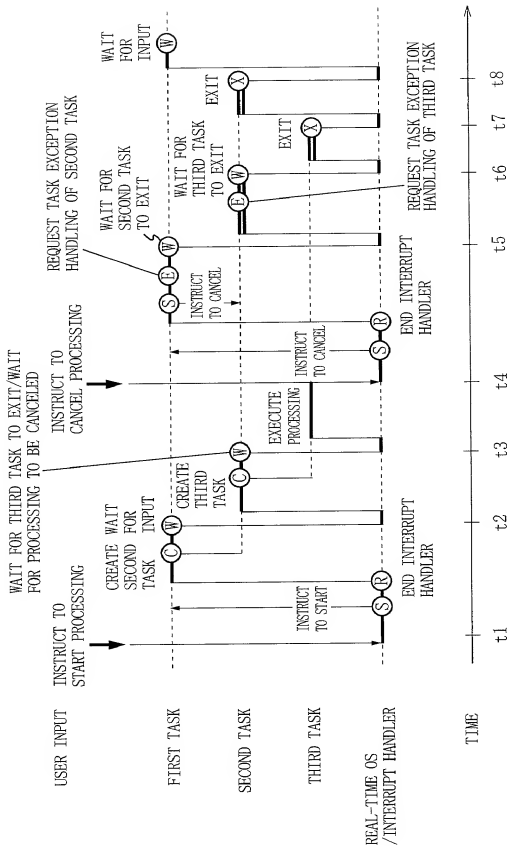 USER INPUT
INSTRUCT TO
START PROCESSING
WAIT FOR THIRD TASK TO EXIT/WAIT
FOR PROCESSING TO BE CANCELED
INSTRUCT TO
CANCEL PROCESSING
REQUEST TASK EXCEPTION
HANDLING OF SECOND TASK
WAIT FOR
SECOND TASK
TO EXIT
WAIT
FOR
INPUT
FIRST TASK
C
W
S
E
W
W
CREATE
SECOND
TASK
WAIT
FOR
INPUT
INSTRUCT
TO CANCEL
WAIT FOR
THIRD TASK
TO EXIT
EXIT
SECOND TASK
C
W
E
W
X
CREATE
THIRD
TASK
EXIT
THIRD TASK
X
INSTRUCT
TO START
EXECUTE
PROCESSING
INSTRUCT
TO CANCEL
REQUEST TASK EXCEPTION
HANDLING OF THIRD TASK
REAL-TIME OS
/INTERRUPT HANDLER
S
R
S
R
END INTERRUPT
HANDLER
END INTERRUPT
HANDLER
TIME
t1
t2
t3
t4
t5
t6
t7
t8